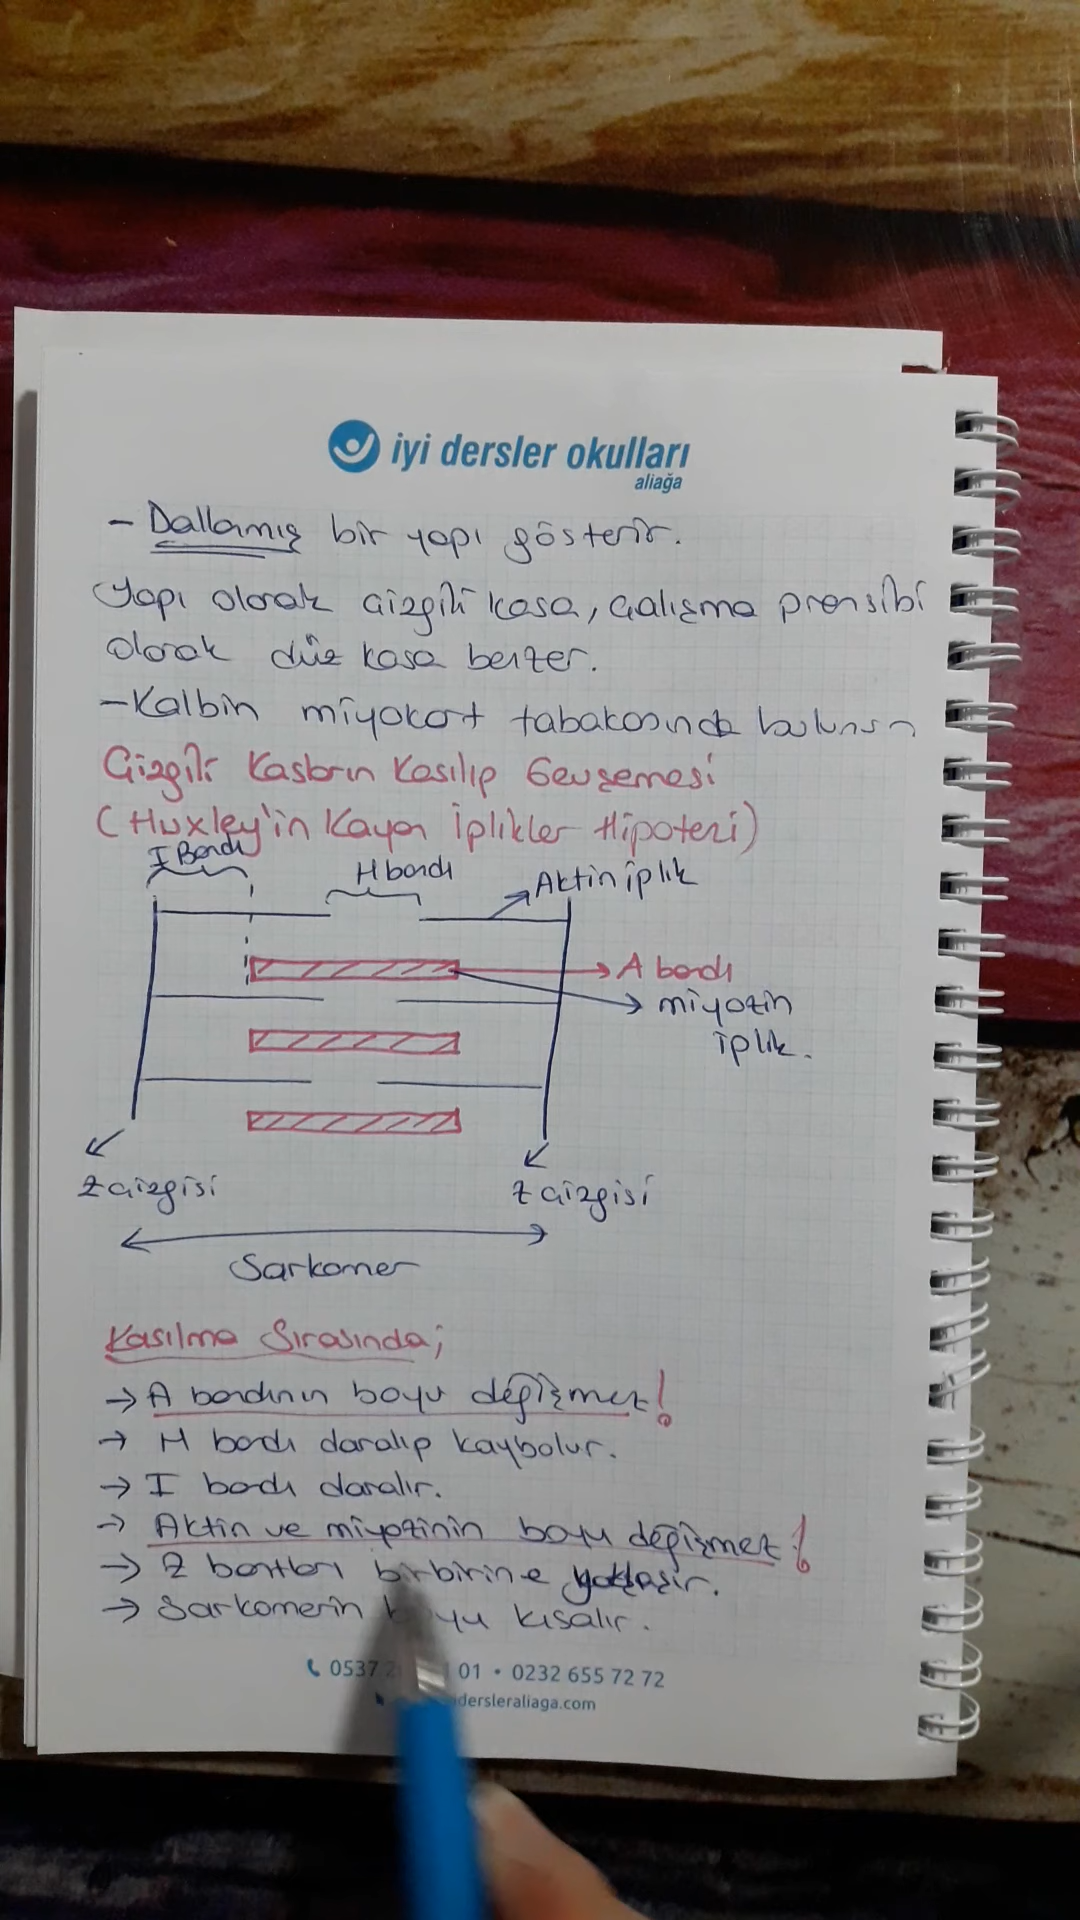 iyi dersler okulları
aliağa
- Dallanmış bir yapı gösterir.
Yapı olarak çizgili kasa, çalışma prensibi
olarak düz kasa benzer.
- Kalbin miyokart tabakasında bulunur
Çizgili Kasların Kasılıp Gevşemesi
(Huxley'in Kayan İplikler Hipotezi)
I Bandı
H bandı
Aktin iplik
A bandı
miyozin
iplik.
Z çizgisi
Z çizgisi
Sarkomer
Kasılma Sırasında;
→ A bandının boyu değişmez!
→ H bandı daralıp kaybolur.
→ I bandı daralır.
→ Aktin ve miyozinin boyu değişmez!
→ Z bantları birbirine yaklaşır.
→ Sarkomerin kısalır.
0537 01 • 0232 655 72 72
dersleraliaga.com